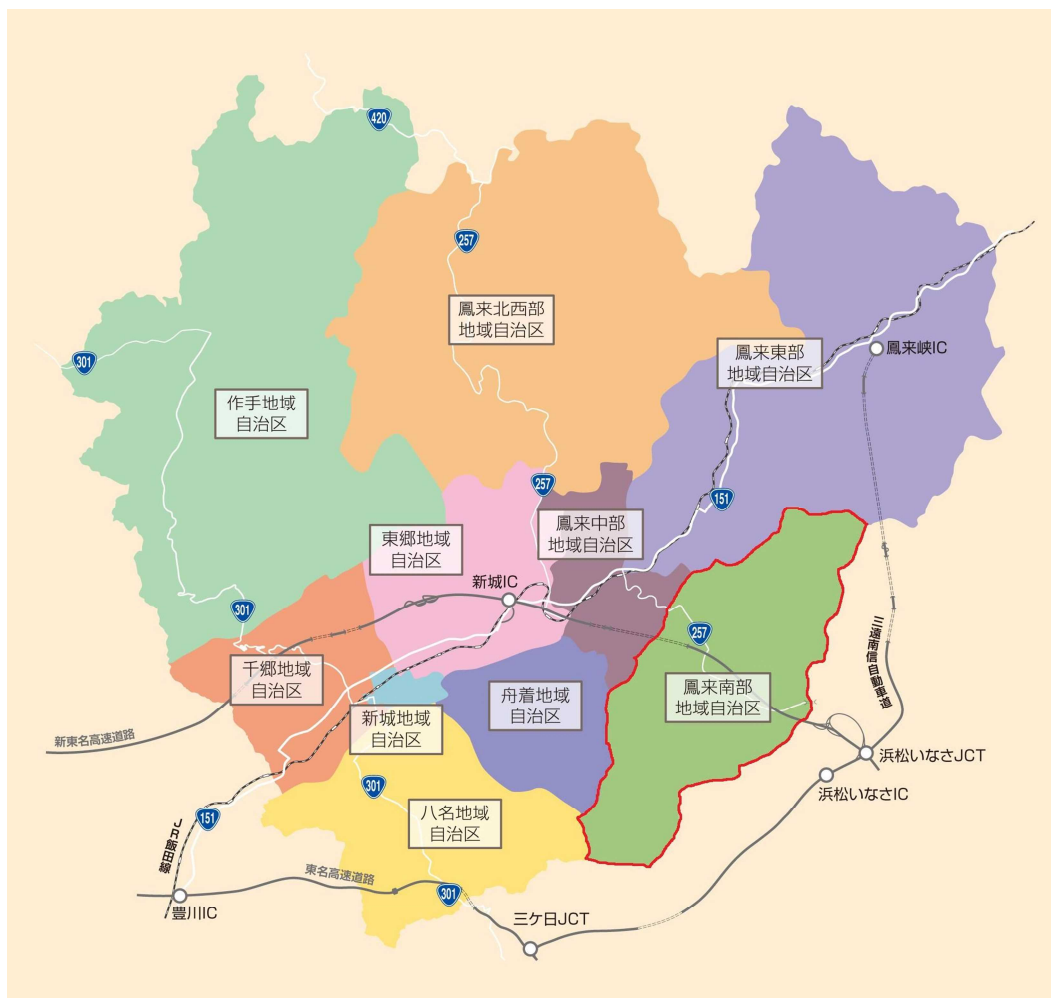 420
257
鳳来北西部
地域自治区
301
鳳来東部
地域自治区
鳳来峡IC
作手地域
自治区
257
151
東郷地域
自治区
鳳来中部
地域自治区
新城IC
301
257
三遠南信自動車道
千郷地域
自治区
舟着地域
自治区
鳳来南部
地域自治区
新城地域
自治区
新東名高速道路
浜松いなさJCT
浜松いなさIC
301
八名地域
自治区
151
JR飯田線
東名高速道路
301
豊川IC
三ケ日JCT